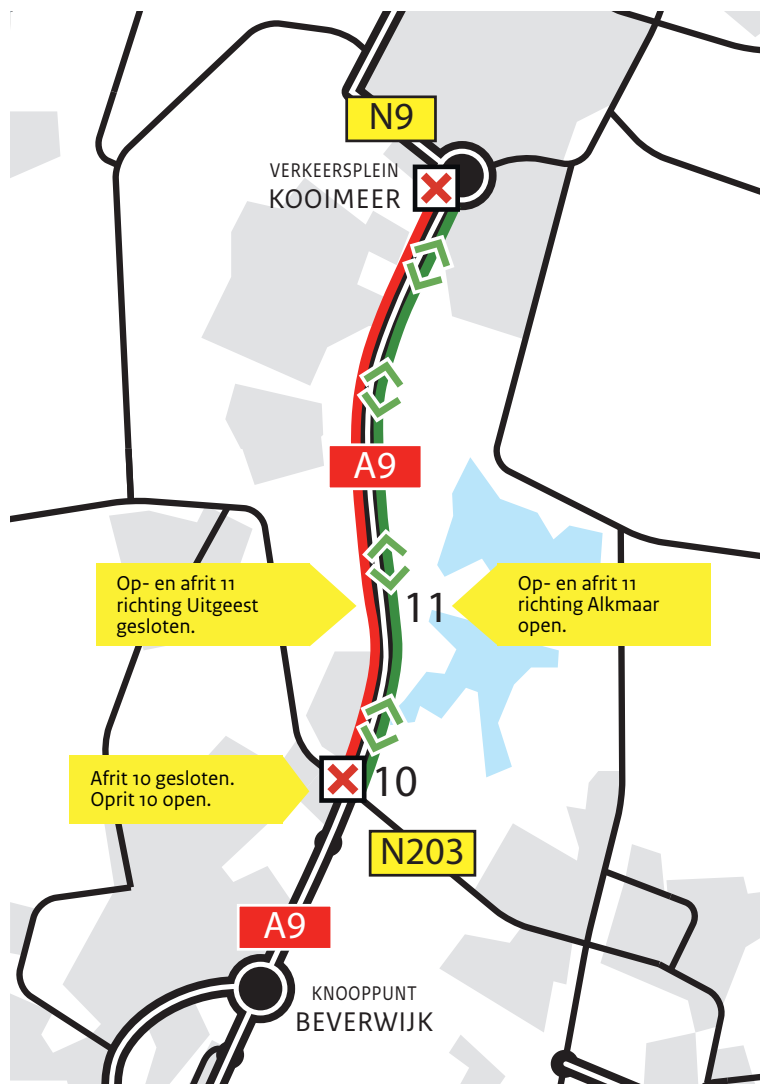 N9
VERKEERSPLEIN
KOOIMEER
A9
Op- en afrit 11
richting Uitgeest
gesloten.
11
Op- en afrit 11
richting Alkmaar
open.
Afrit 10 gesloten.
Oprit 10 open.
10
N203
A9
KNOOPPUNT
BEVERWIJK